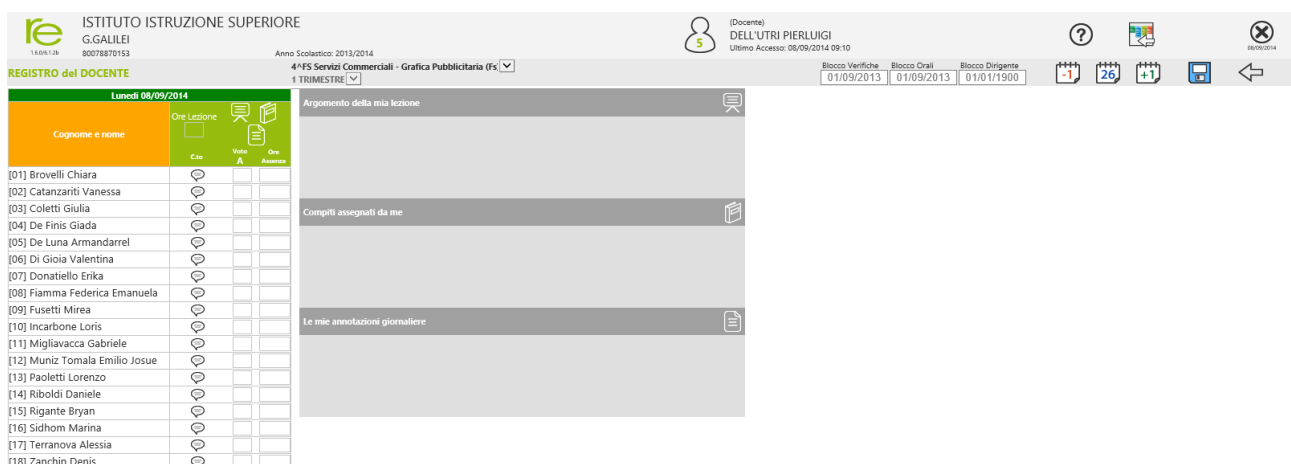 re
1.6.0/6.1.2b
ISTITUTO ISTRUZIONE SUPERIORE
G.GALILEI
80078870153
Anno Scolastico: 2013/2014
5
(Docente)
DELL'UTRI PIERLUIGI
Ultimo Accesso: 08/09/2014 09:10
?
08/09/2014
REGISTRO del DOCENTE
4^FS Servizi Commerciali - Grafica Pubblicitaria (Fs
1 TRIMESTRE
Blocco Verifiche
01/09/2013
Blocco Orali
01/09/2013
Blocco Dirigente
01/01/1900
-1
26
+1
Lunedì 08/09/2014
Cognome e nome
Ore Lezione
C.to
Voto
A
Ore
Assenza
[01] Brovelli Chiara
[02] Catanzariti Vanessa
[03] Coletti Giulia
[04] De Finis Giada
[05] De Luna Armandarrel
[06] Di Gioia Valentina
[07] Donatiello Erika
[08] Fiamma Federica Emanuela
[09] Fusetti Mirea
[10] Incarbone Loris
[11] Migliavacca Gabriele
[12] Muniz Tomala Emilio Josue
[13] Paoletti Lorenzo
[14] Riboldi Daniele
[15] Rigante Bryan
[16] Sidhom Marina
[17] Terranova Alessia
[18] Zanchin Denis
Argomento della mia lezione
Compiti assegnati da me
Le mie annotazioni giornaliere